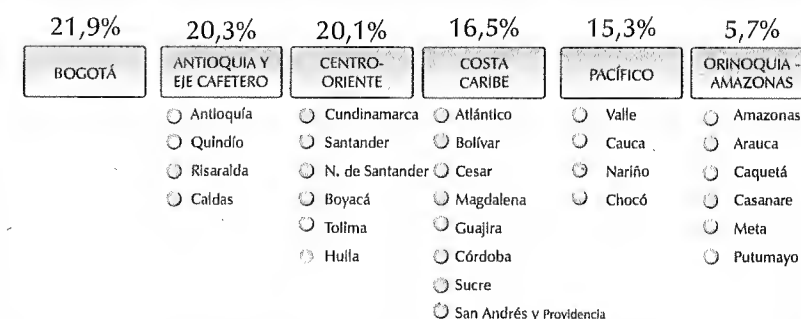 21,9%
BOGOTÁ
20,3%
ANTIOQUIA Y
EJE CAFETERO
Antioquía
Quindío
Risaralda
Caldas
20,1%
CENTRO-
ORIENTE
Cundinamarca
Santander
N. de Santander
Boyacá
Tolima
Huila
16,5%
COSTA
CARIBE
Atlántico
Bolívar
Cesar
Magdalena
Guajira
Córdoba
Sucre
San Andrés y Providencia
15,3%
PACÍFICO
Valle
Cauca
Nariño
Chocó
5,7%
ORINOQUIA -
AMAZONAS
Amazonas
Arauca
Caquetá
Casanare
Meta
Putumayo